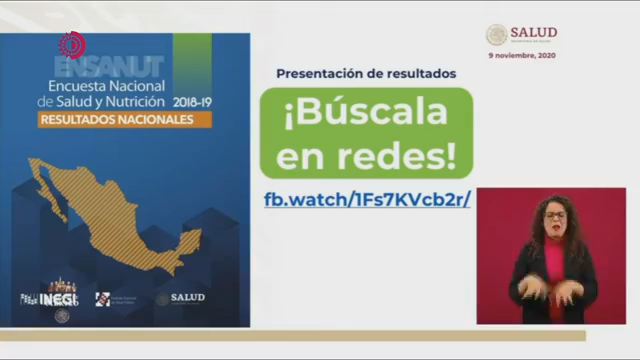 ENSANUT
Encuesta Nacional
de Salud y Nutrición 2018-19
RESULTADOS NACIONALES
INEGI
SALUD
SALUD
9 noviembre, 2020
Presentación de resultados
¡Búscala
en redes!
fb.watch/1Fs7KVcb2r/